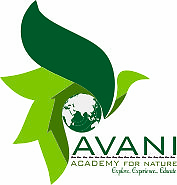 AVANI
ACADEMY FOR NATURE
Explore, Experience, Educate